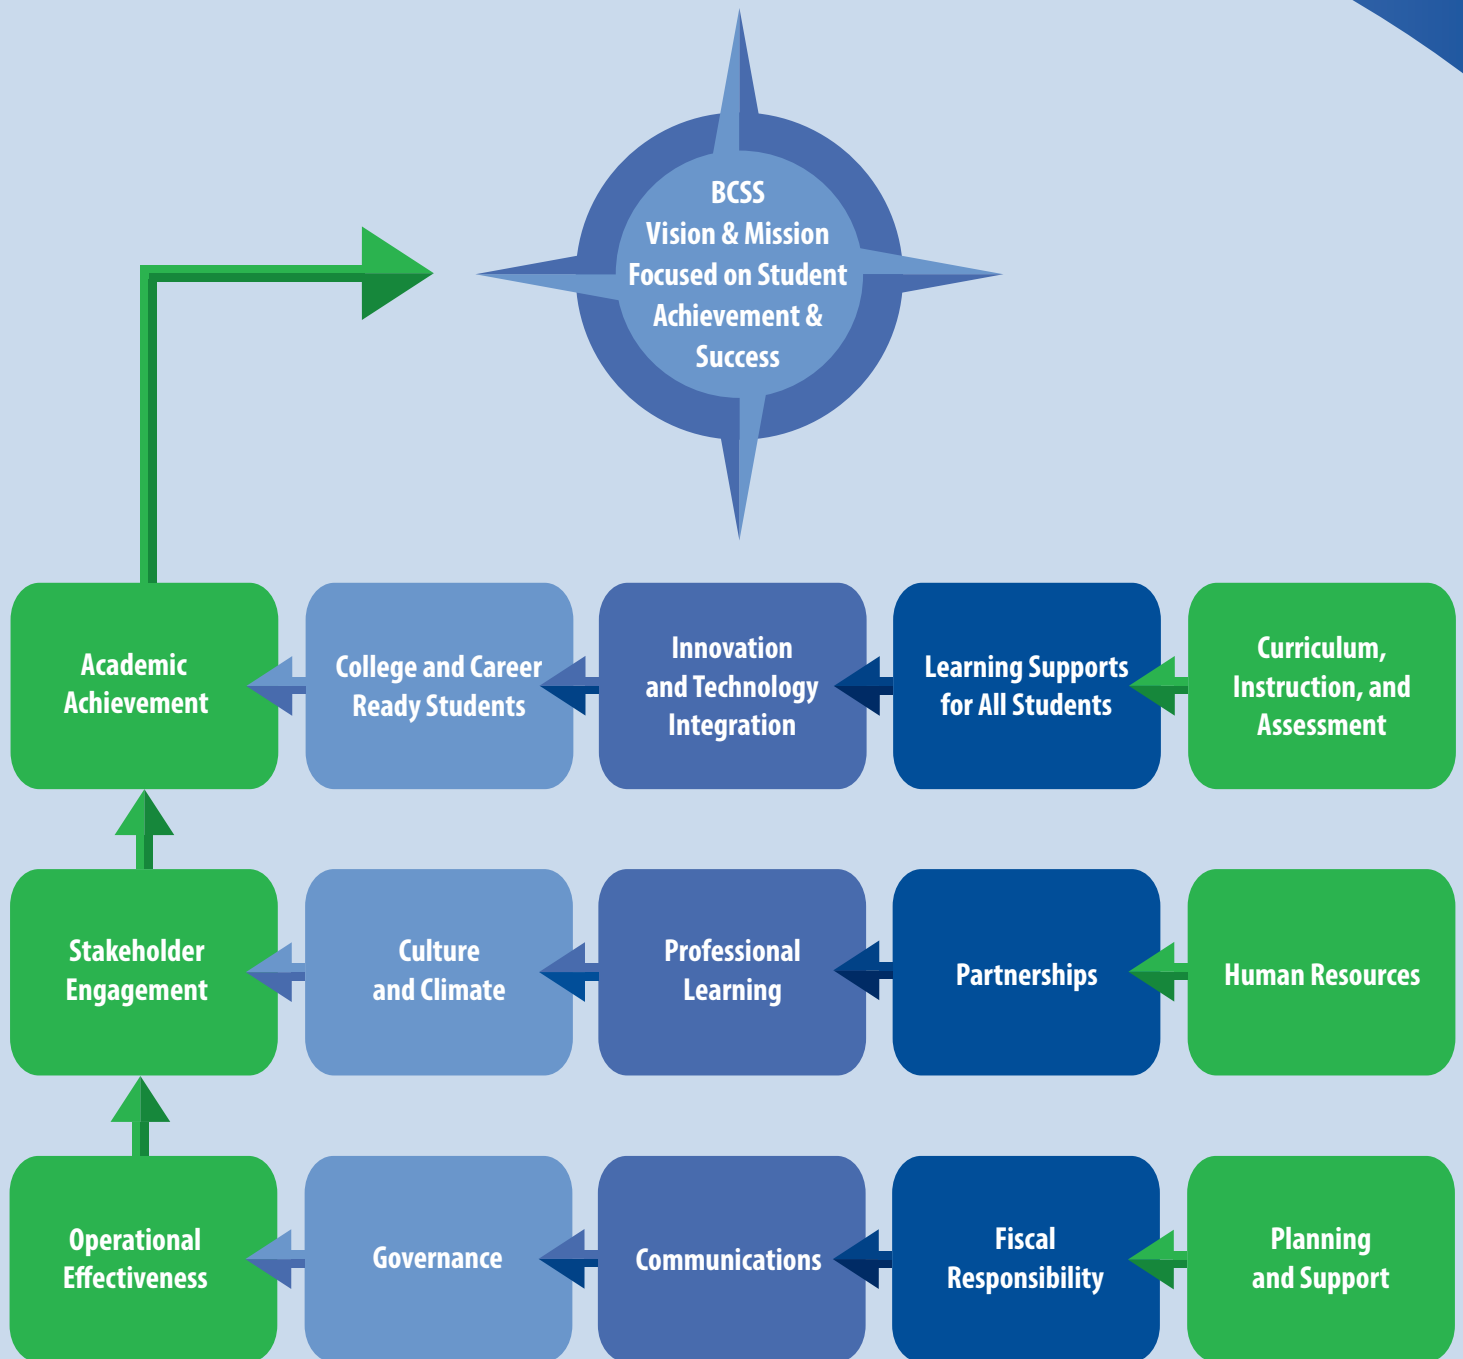 BCSS
Vision & Mission
Focused on Student
Achievement &
Success
Academic
Achievement
College and Career
Ready Students
Innovation
and Technology
Integration
Learning Supports
for All Students
Curriculum,
Instruction, and
Assessment
Stakeholder
Engagement
Culture
and Climate
Professional
Learning
Partnerships
Human Resources
Operational
Effectiveness
Governance
Communications
Fiscal
Responsibility
Planning
and Support